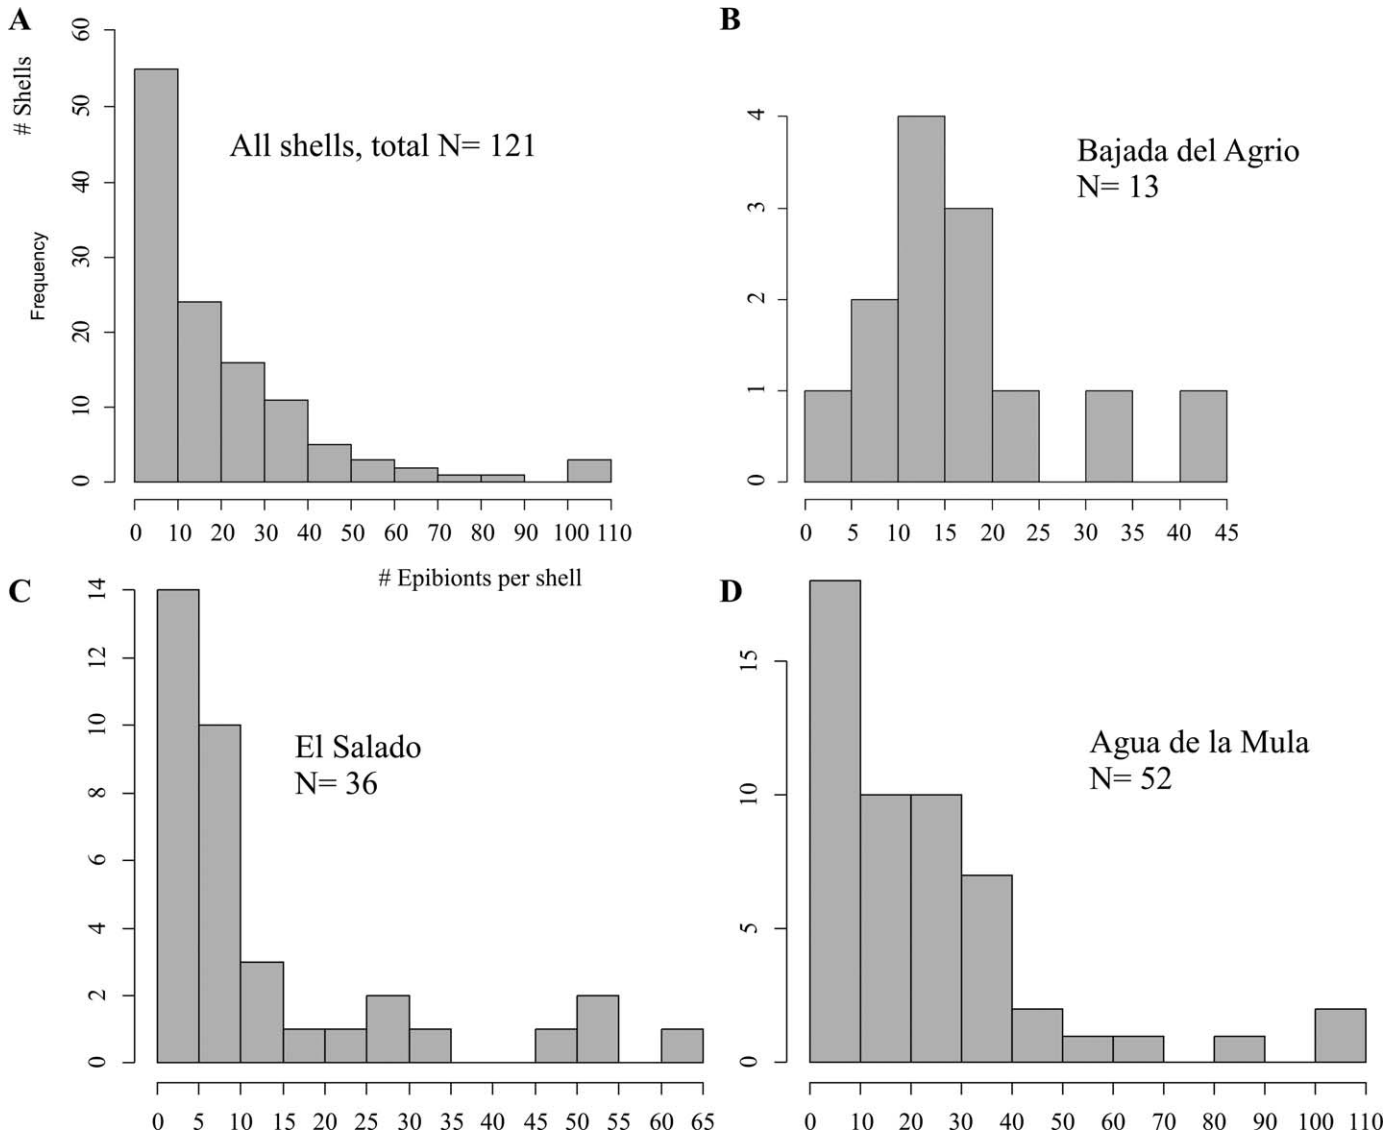 A
# Shells
Frequency
60
50
40
30
20
10
0
All shells, total N= 121
0 10 20 30 40 50 60 70 80 90 100 110
# Epibionts per shell
B
4
3
2
1
0
Bajada del Agrio
N= 13
0 5 10 15 20 25 30 35 40 45
C
14
12
10
8
6
4
2
0
El Salado
N= 36
0 5 10 15 20 25 30 35 40 45 50 55 60 65
D
15
10
5
0
Agua de la Mula
N= 52
0 10 20 30 40 50 60 70 80 90 100 110